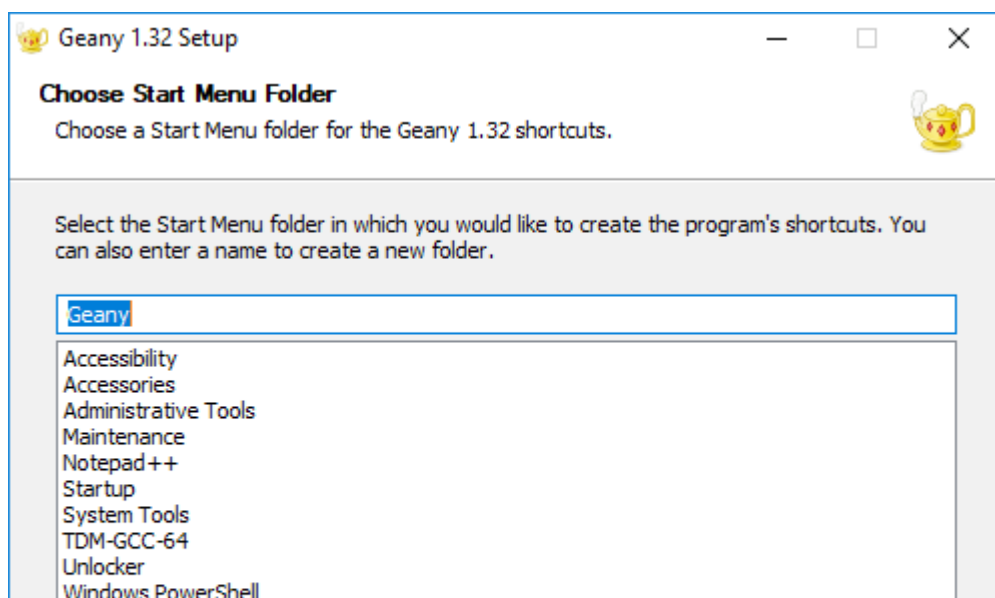 Geany 1.32 Setup
Choose Start Menu Folder
Choose a Start Menu folder for the Geany 1.32 shortcuts.
Select the Start Menu folder in which you would like to create the program's shortcuts. You
can also enter a name to create a new folder.
Geany
Accessibility
Accessories
Administrative Tools
Maintenance
Notepad++
Startup
System Tools
TDM-GCC-64
Unlocker
Windows PowerShell